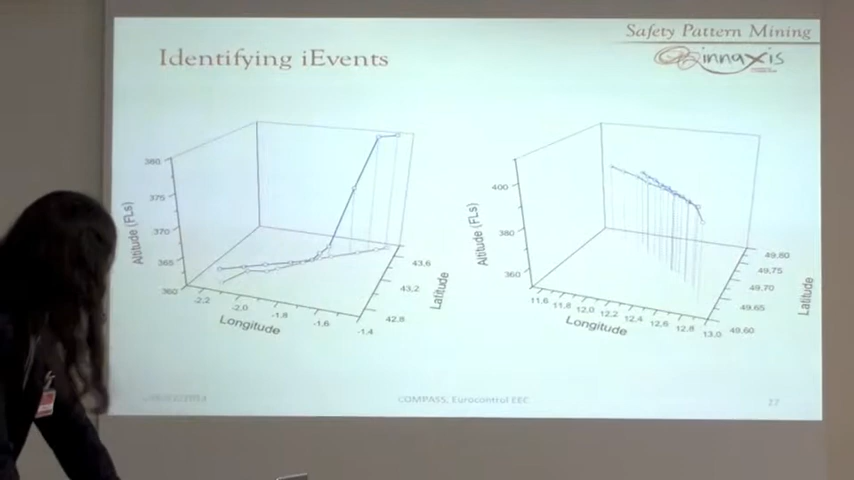 Safety Pattern Mining
innaxis
Identifying iEvents
380
375
370
365
360
Altitude (FLs)
-2.2
-2.0
-1.8
-1.6
-1.4
Longitude
42.8
43.2
43.6
Latitude
400
380
360
Altitude (FLs)
11.6 11.8 12.0 12.2 12.4 12.6 12.8 13.0
Longitude
49.60
49.65
49.70
49.75
49.80
Latitude
COMPASS, Eurocontrol EEC
27